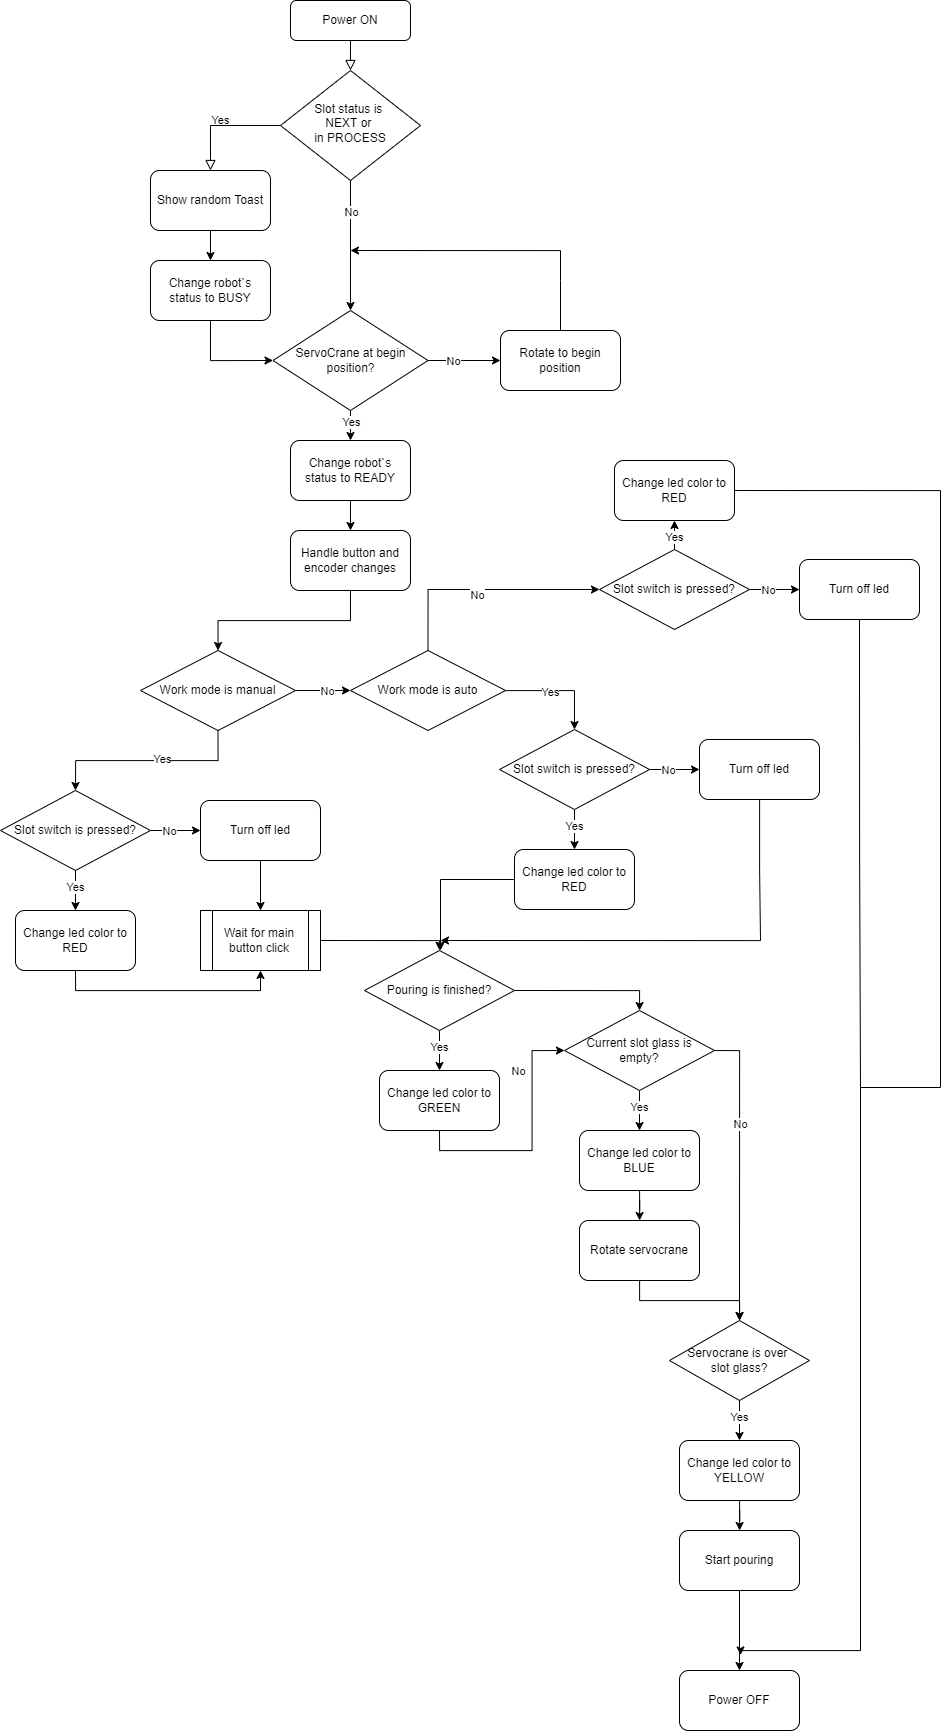 Power ON
Slot status is
NEXT or
in PROCESS
Yes
Show random Toast
No
Change robot`s
status to BUSY
ServoCrane at begin
position?
No
Rotate to begin
position
Yes
Change robot`s
status to READY
Change led color to
RED
Yes
Handle button and
encoder changes
No
Slot switch is pressed?
No
Turn off led
Work mode is manual
No
Work mode is auto
Yes
Yes
Slot switch is pressed?
No
Turn off led
Slot switch is pressed?
No
Turn off led
Yes
Change led color to
RED
Yes
Change led color to
RED
Wait for main
button click
Pouring is finished?
Yes
Current slot glass is
empty?
No
Change led color to
GREEN
Yes
No
Change led color to
BLUE
Rotate servocrane
Servocrane is over
slot glass?
Yes
Change led color to
YELLOW
Start pouring
Power OFF